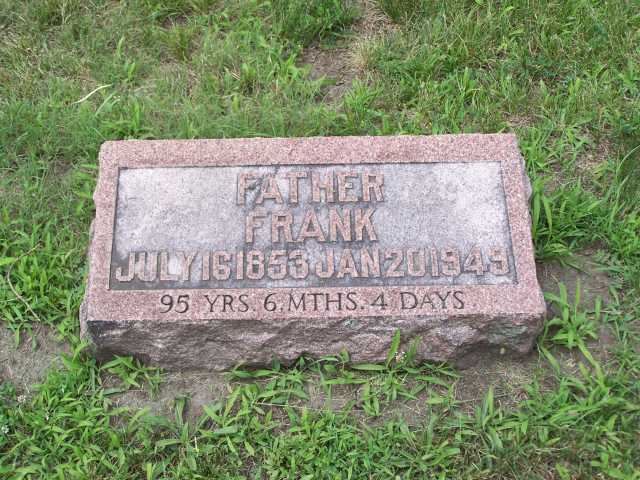 FATHER
FRANK
JULY 16 1853 JAN 20 1949
95 YRS. 6. MTHS. 4 DAYS